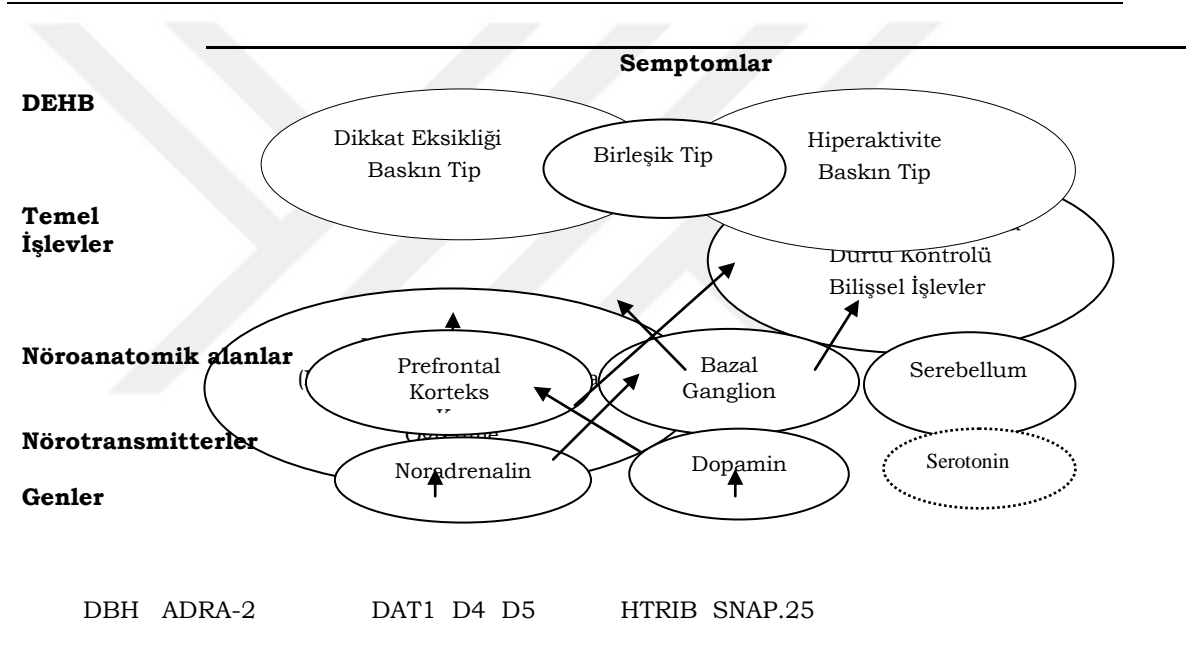 Semptomlar
DEHB
Dikkat Eksikliği
Baskın Tip
Birleşik Tip
Hiperaktivite
Baskın Tip
Temel
İşlevler
Dürtü Kontrolü
Bilişsel İşlevler
Nöroanatomik alanlar
Prefrontal
Korteks
Bazal
Ganglion
Serebellum
Nörotransmitterler
Noradrenalin
Dopamin
Serotonin
Genler
DBH ADRA-2 DAT1 D4 D5 HTRIB SNAP.25